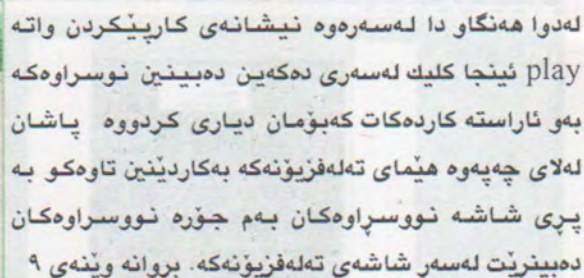 لەدوا هەنگاو دا لەسەرەوە نیشانەی کارپێکردن واتە
play ئینجا کلیك لەسەری دەکەین دەبینین نوسراوەکە
بەو ئاراستە کاردەکات کەبۆمان دیاری کردووە پاشان
لەلای چەپەوە هێمای تەلەفزیۆنەکە بەکاردێنین تاوەکو بە
پڕی شاشە نووسڕاوەکان بەم جۆرە نووسراوەکان
دەبینرێت لەسەر شاشەی تەلەفزیۆنەکە. بڕوانە وێنەی ٩